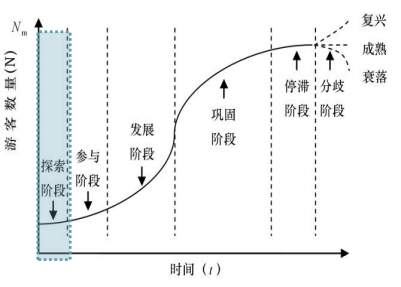 Nm
游客数量(N)
复兴
成熟
衰落
停滞
阶段
分歧
阶段
巩固
阶段
发展
阶段
参与
阶段
探索
阶段
时间(t)